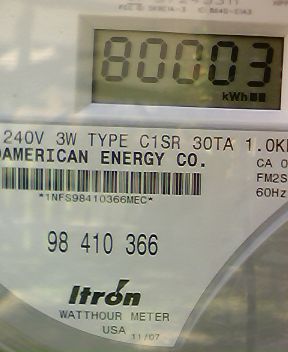 80003
kWh
240V 3W TYPE C1SR 30TA 1.0K
AMERICAN ENERGY CO.
CA 0
*1NFS98410366MEC*
FM2S
60Hz
98 410 366
Itron
WATTHOUR METER
USA 11/07